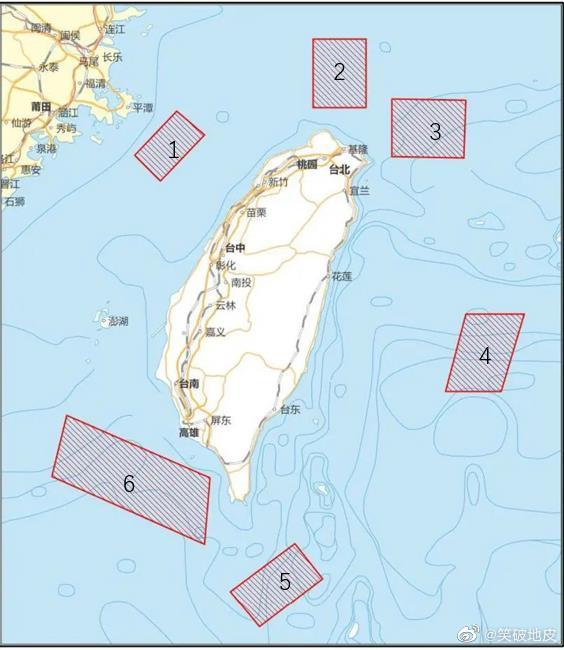 闽清
闽侯
连江
永泰
马尾
长乐
福清
平潭
莆田
涵江
仙游
秀屿
泉港
惠安
晋江
石狮
1
2
3
基隆
桃园
台北
新竹
宜兰
苗栗
台中
彰化
南投
花莲
云林
澎湖
嘉义
4
台南
台东
屏东
高雄
6
5
@笑破地皮